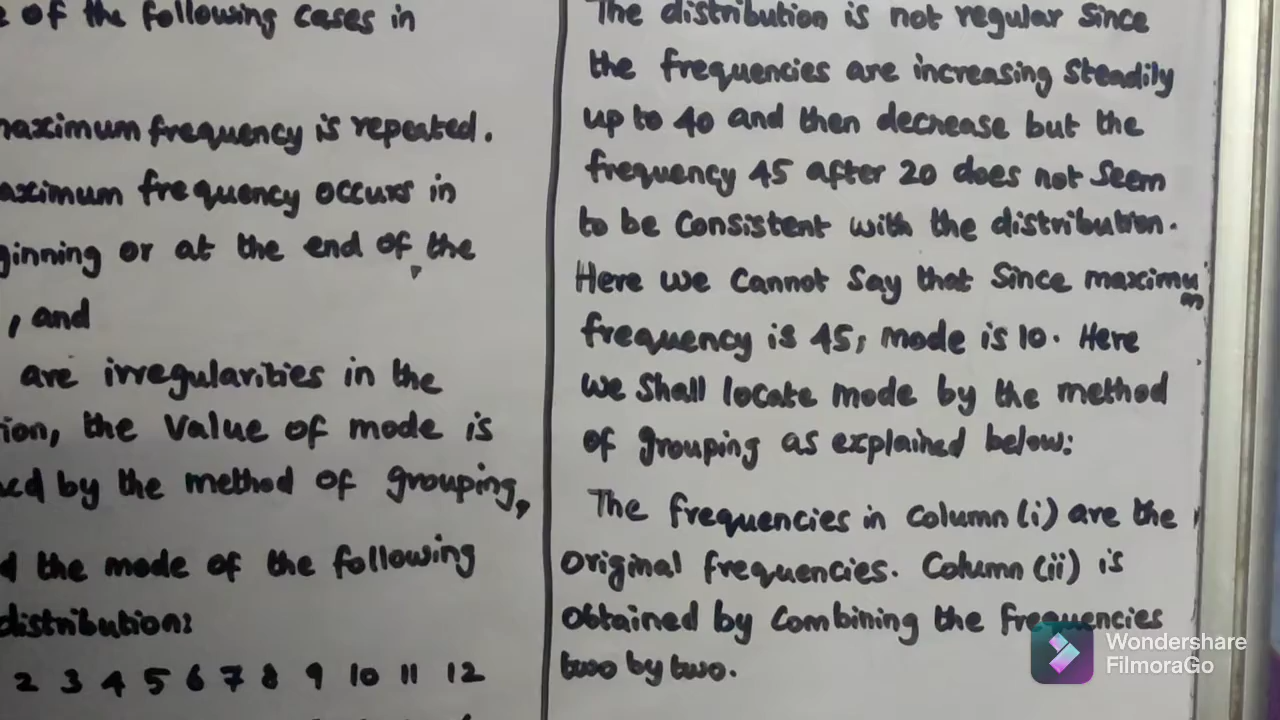 e of the following cases in
maximum frequency is repeated.
aximum frequency occurs in
ginning or at the end of the
, and
are irregularities in the
ion, the value of mode is
ed by the method of grouping,
d the mode of the following
distribution:
2 3 4 5 6 7 8 9 10 11 12
The distribution is not regular since
the frequencies are increasing steadily
up to 40 and then decrease but the
frequency 45 after 20 does not seem
to be consistent with the distribution.
Here we cannot say that since maximum
frequency is 45, mode is 10. Here
we shall locate mode by the method
of grouping as explained below:
The frequencies in column (i) are the
original frequencies. Column (ii) is
obtained by combining the frequencies
two by two.
Wondershare
FilmoraGo